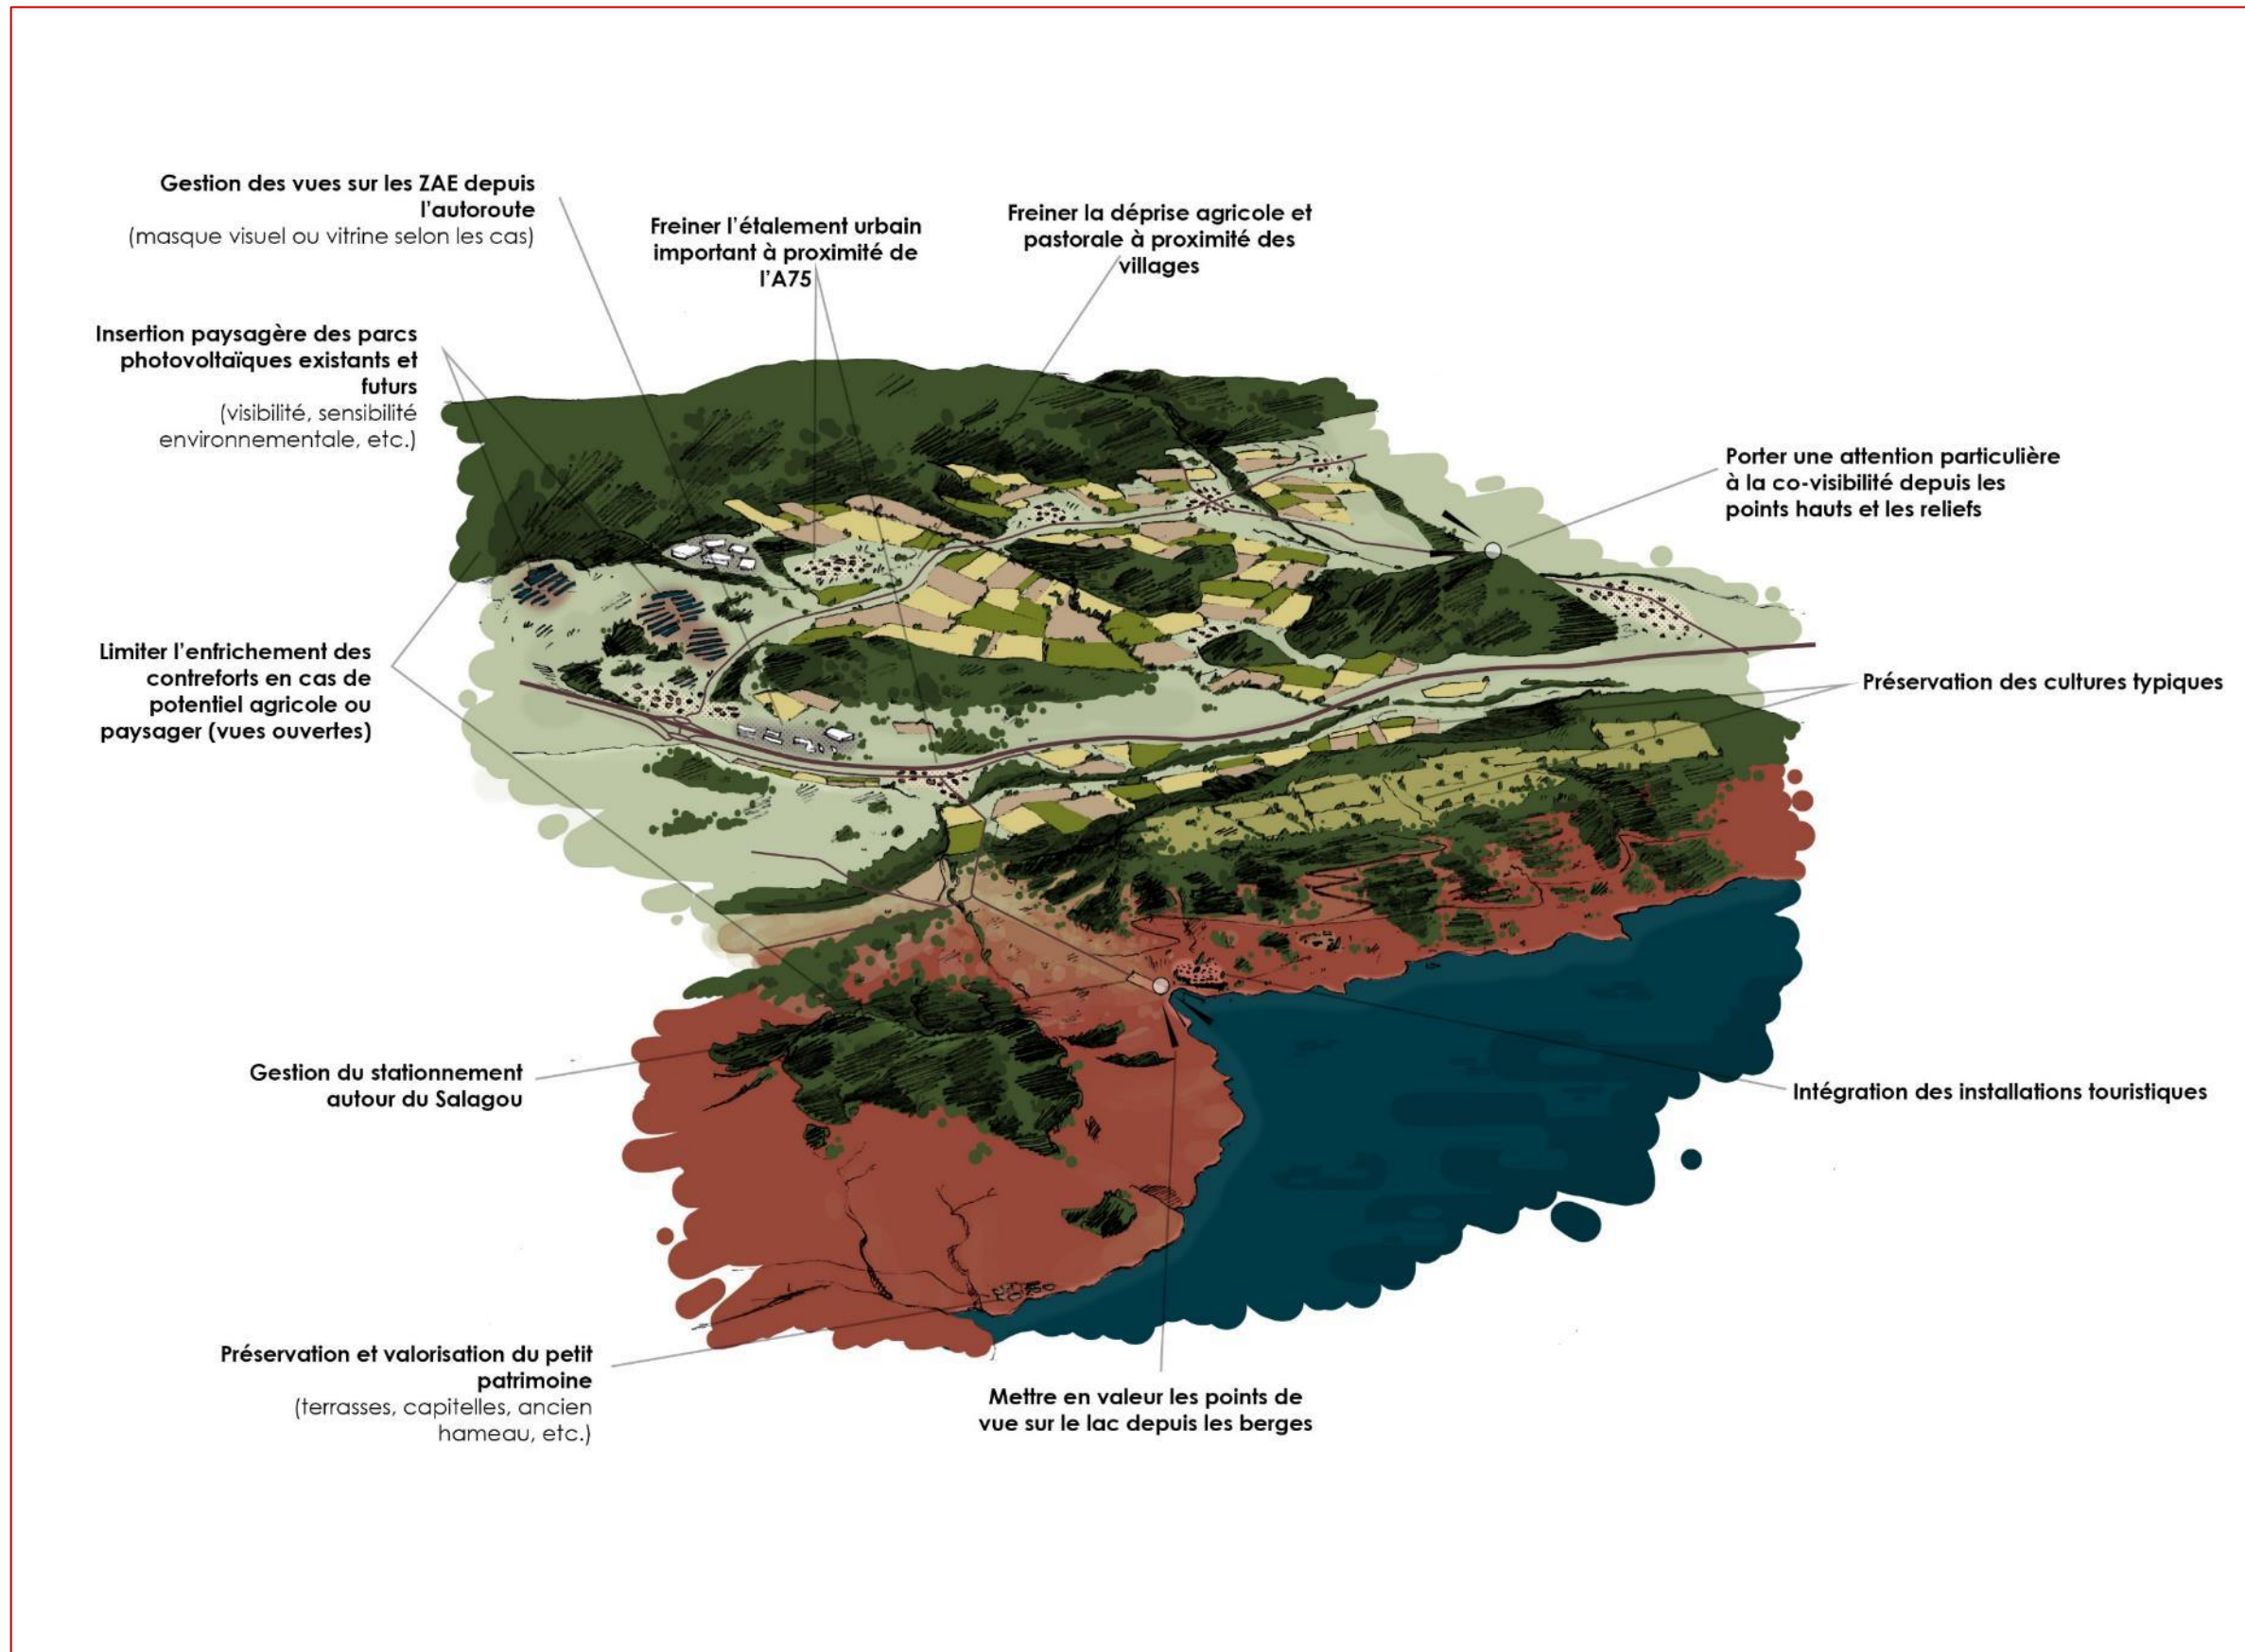 Gestion des vues sur les ZAE depuis
l'autoroute
(masque visuel ou vitrine selon les cas)
Freiner l'étalement urbain
important à proximité de
l'A75
Freiner la déprise agricole et
pastorale à proximité des
villages
Insertion paysagère des parcs
photovoltaïques existants et
futurs
(visibilité, sensibilité
environnementale, etc.)
Porter une attention particulière
à la co-visibilité depuis les
points hauts et les reliefs
Limiter l'enfrichement des
contreforts en cas de
potentiel agricole ou
paysager (vues ouvertes)
Préservation des cultures typiques
Gestion du stationnement
autour du Salagou
Intégration des installations touristiques
Préservation et valorisation du petit
patrimoine
(terrasses, capitelles, ancien
hameau, etc.)
Mettre en valeur les points de
vue sur le lac depuis les berges